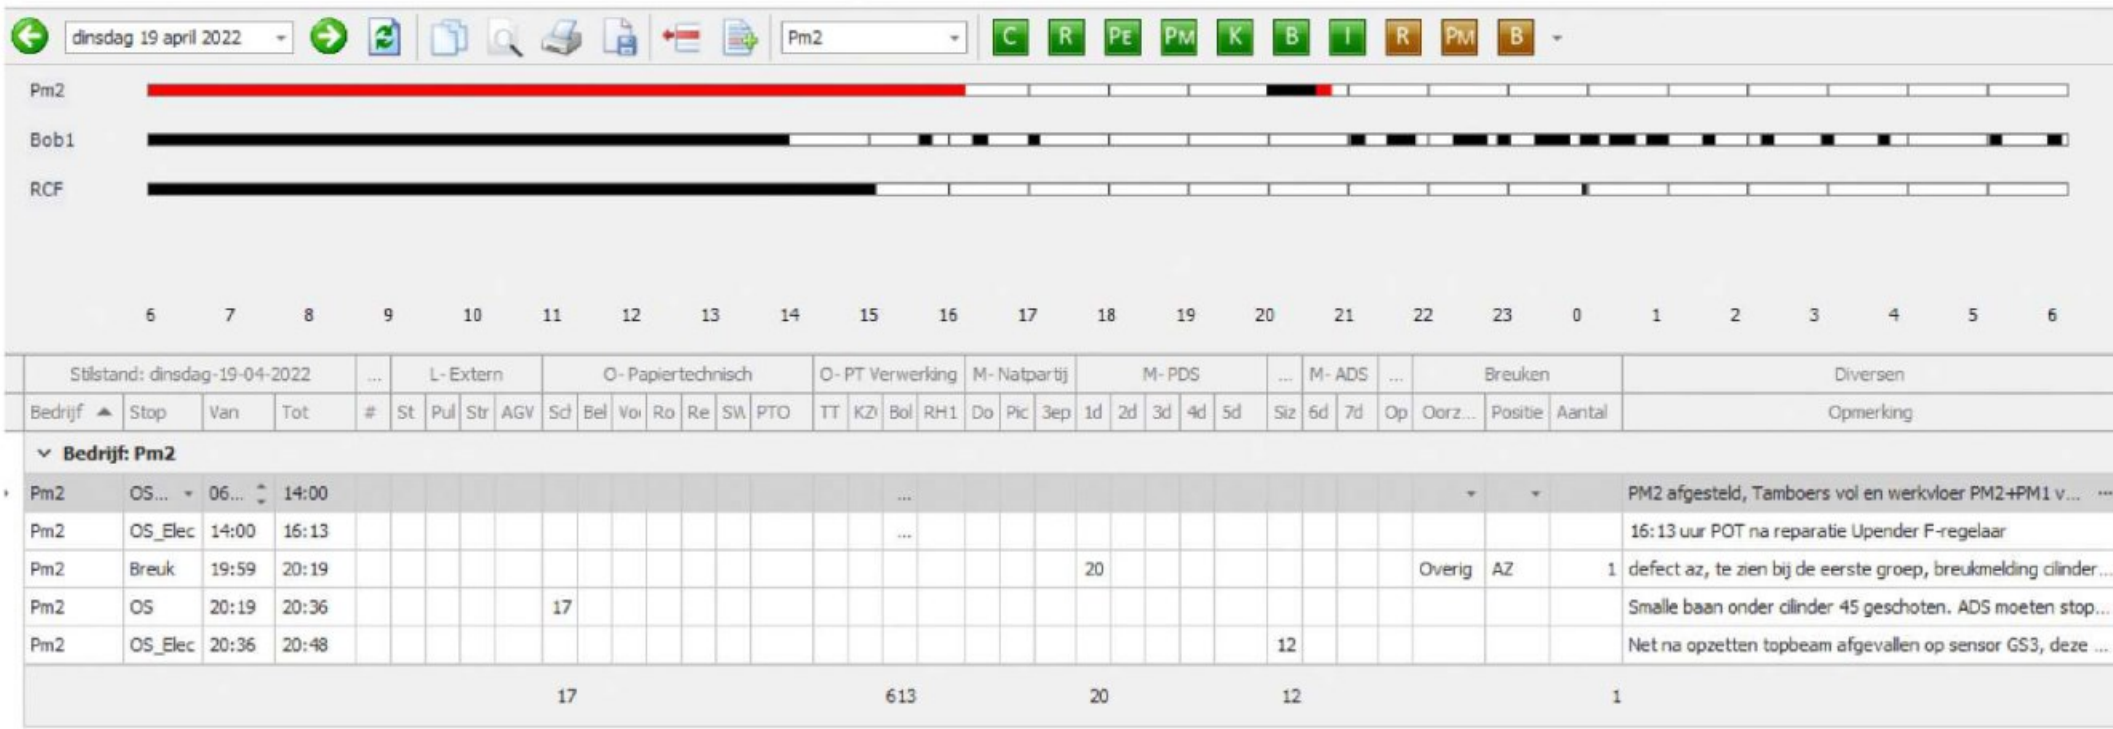 dinsdag 19 april 2022 Pm2 C R PE PM K B I R PM B
Pm2
Bob1
RCF
6 7 8 9 10 11 12 13 14 15 16 17 18 19 20 21 22 23 0 1 2 3 4 5 6
Stilstand: dinsdag-19-04-2022 ... L- Extern O- Papiertechnisch O- PT Verwerking M- Natpartij M- PDS ... M- ADS ... Breuken Diversen
Bedrijf Stop Van Tot # St Pul Str AGV Sch Bel Voi Ro Re SW PTO TT KZI Bol RH1 Do Pic 3ep 1d 2d 3d 4d 5d Siz 6d 7d Op Oorz... Positie Aantal Opmerking
Bedrijf: Pm2
Pm2 OS... 06... 14:00 ... PM2 afgesteld, Tamboers vol en werkvloer PM2+PM1 v... ...
Pm2 OS_Elec 14:00 16:13 ... 16:13 uur POT na reparatie Upender F-regelaar
Pm2 Breuk 19:59 20:19 20 Overig AZ 1 defect az, te zien bij de eerste groep, breukmelding cilinder...
Pm2 OS 20:19 20:36 17 Smalle baan onder cilinder 45 geschoten. ADS moeten stop...
Pm2 OS_Elec 20:36 20:48 12 Net na opzetten topbeam afgevallen op sensor GS3, deze ...
17 613 20 12 1